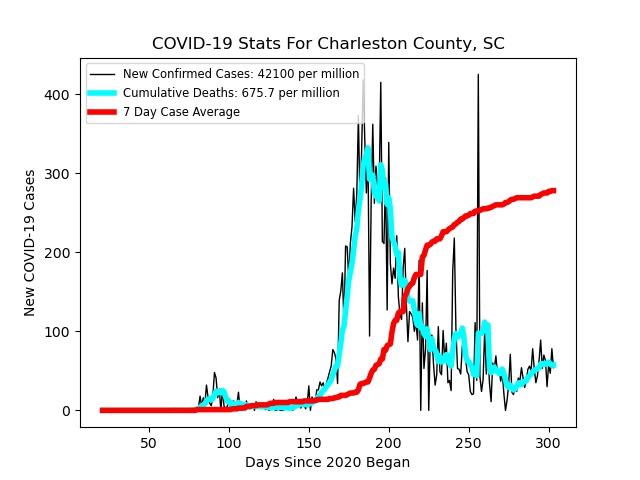 COVID-19 Stats For Charleston County, SC
New Confirmed Cases: 42100 per million
Cumulative Deaths: 675.7 per million
7 Day Case Average
New COVID-19 Cases
400
300
200
100
0
50
100
150
200
250
300
Days Since 2020 Began